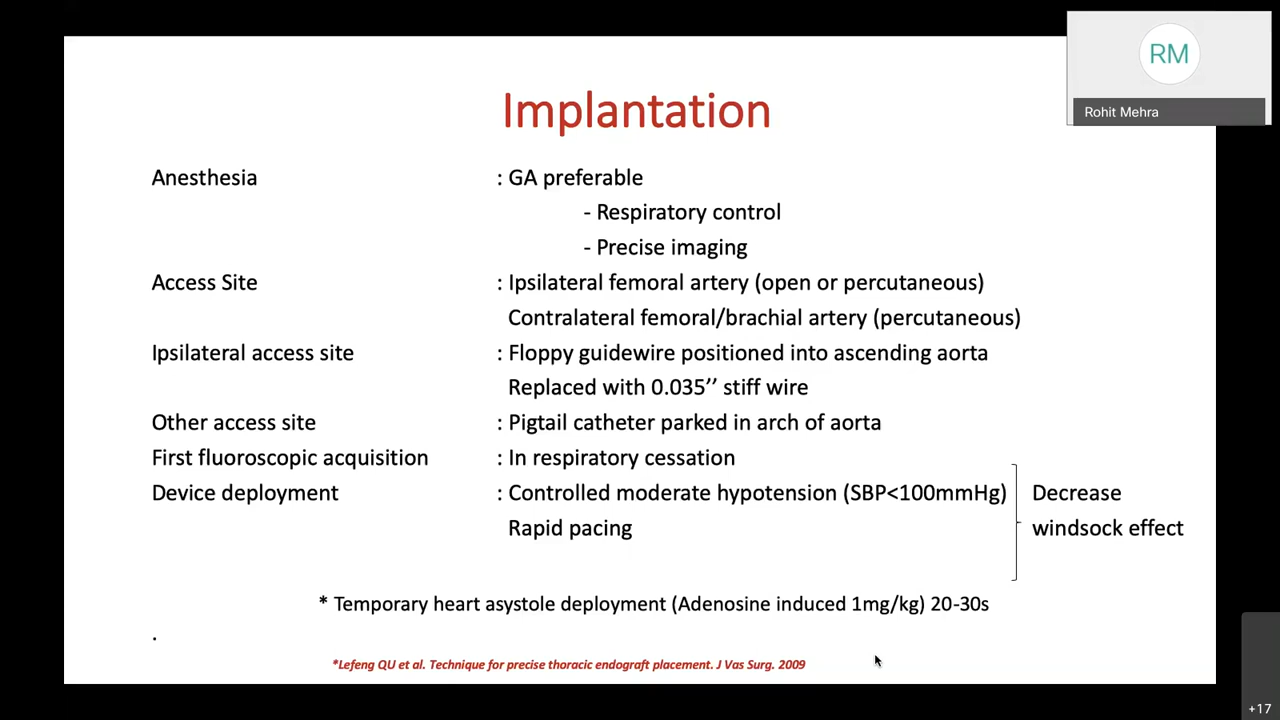 RM
Rohit Mehra
Implantation
Anesthesia : GA preferable
- Respiratory control
- Precise imaging
Access Site : Ipsilateral femoral artery (open or percutaneous)
Contralateral femoral/brachial artery (percutaneous)
Ipsilateral access site : Floppy guidewire positioned into ascending aorta
Replaced with 0.035’’ stiff wire
Other access site : Pigtail catheter parked in arch of aorta
First fluoroscopic acquisition : In respiratory cessation
Device deployment : Controlled moderate hypotension (SBP<100mmHg) Decrease
Rapid pacing windsock effect
* Temporary heart asystole deployment (Adenosine induced 1mg/kg) 20-30s
.
*Lefeng QU et al. Technique for precise thoracic endograft placement. J Vas Surg. 2009
+17